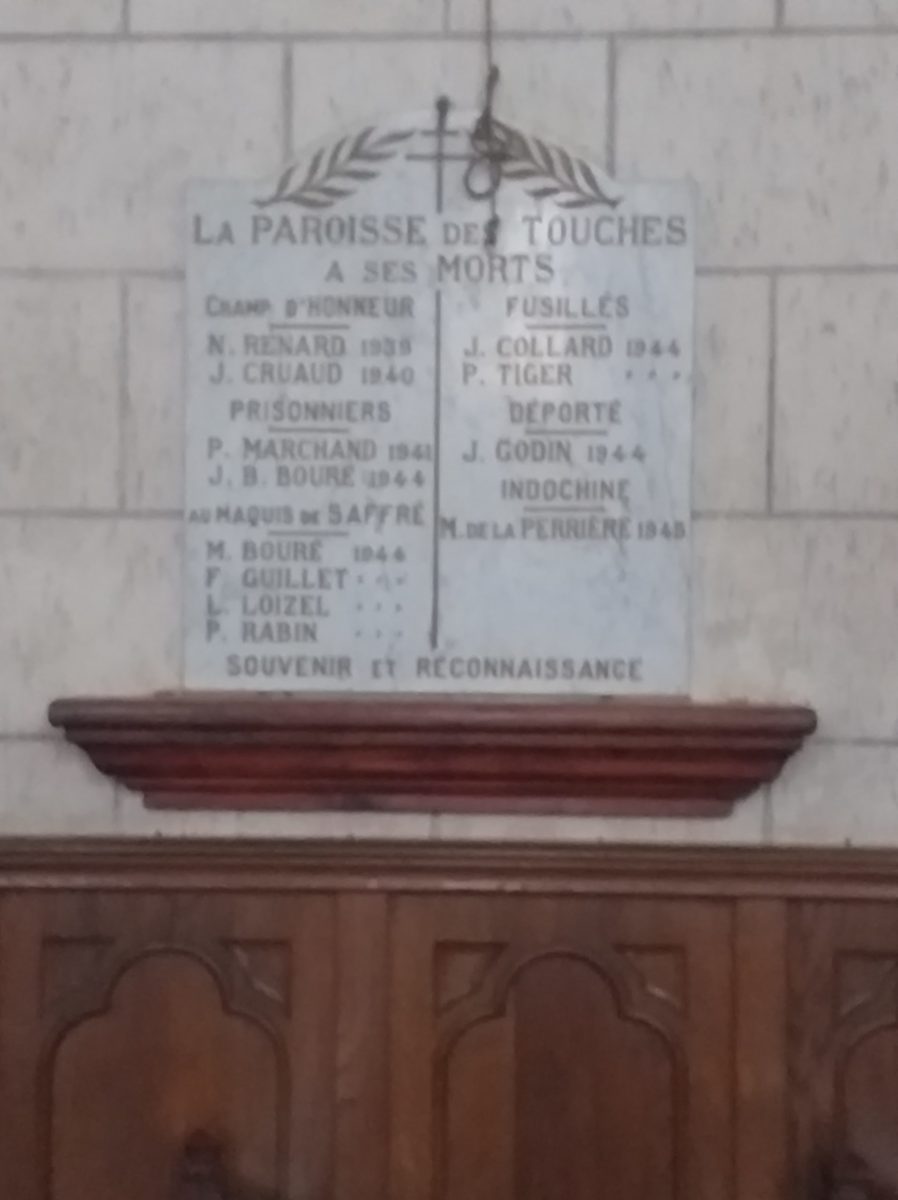 LA PAROISSE DES TOUCHES
A SES MORTS
CHAMP D'HONNEUR
N. RENARD 1939
J. CRUAUD 1940
PRISONNIERS
P. MARCHAND 1941
J. B. BOURÉ 1944
AU MAQUIS DE SAFFRÉ
M. BOURÉ 1944
F. GUILLET " " "
L. LOIZEL " " "
P. RABIN " " "
FUSILLÉS
J. COLLARD 1944
P. TIGER " " "
DÉPORTÉ
J. GODIN 1944
INDOCHINE
M. DE LA PERRIÈRE
SOUVENIR ET RECONNAISSANCE